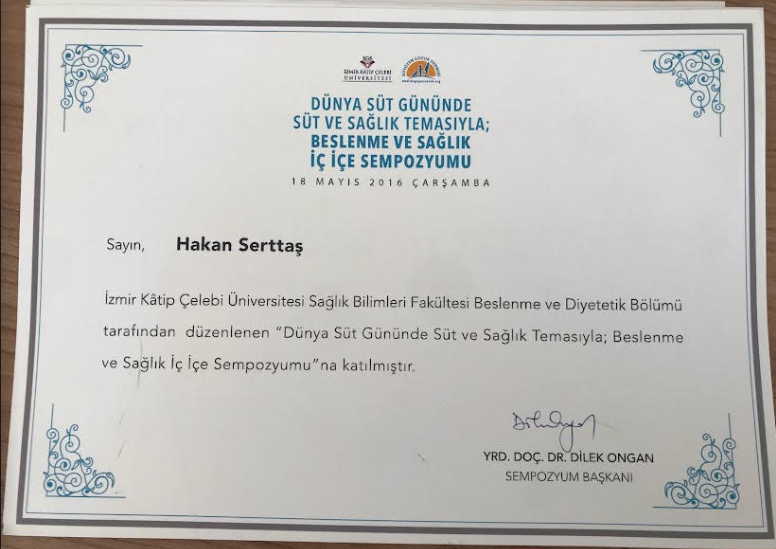 İZMİR KÂTİP ÇELEBİ
ÜNİVERSİTESİ
DÜNYA SÜT GÜNÜNDE
SÜT VE SAĞLIK TEMASIYLA;
BESLENME VE SAĞLIK
İÇ İÇE SEMPOZYUMU
18 MAYIS 2016 ÇARŞAMBA
Sayın, Hakan Serttaş
İzmir Kâtip Çelebi Üniversitesi Sağlık Bilimleri Fakültesi Beslenme ve Diyetetik Bölümü
tarafından düzenlenen “Dünya Süt Gününde Süt ve Sağlık Temasıyla; Beslenme
ve Sağlık İç İçe Sempozyumu”na katılmıştır.
YRD. DOÇ. DR. DİLEK ONGAN
SEMPOZYUM BAŞKANI